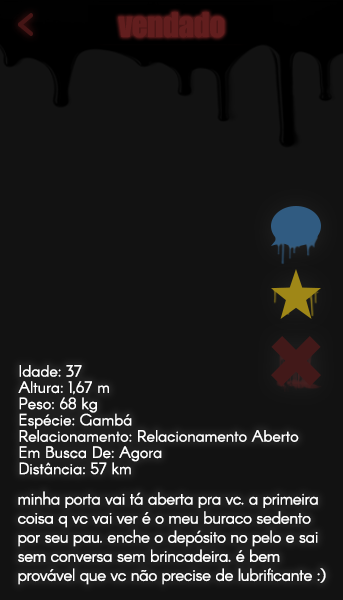 vendado
Idade: 37
Altura: 1,67 m
Peso: 68 kg
Espécie: Gambá
Relacionamento: Relacionamento Aberto
Em Busca De: Agora
Distância: 57 km
minha porta vai tá aberta pra vc. a primeira
coisa q vc vai ver é o meu buraco sedento
por seu pau. enche o depósito no pelo e sai
sem conversa sem brincadeira. é bem
provável que vc não precise de lubrificante :)